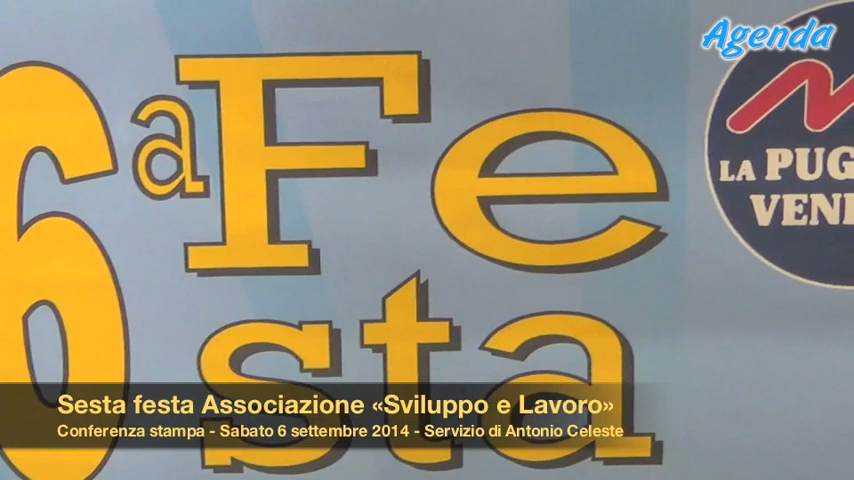 Agenda
6ª Fe
sta
LA PUG
VEN
Sesta festa Associazione «Sviluppo e Lavoro»
Conferenza stampa - Sabato 6 settembre 2014 - Servizio di Antonio Celeste